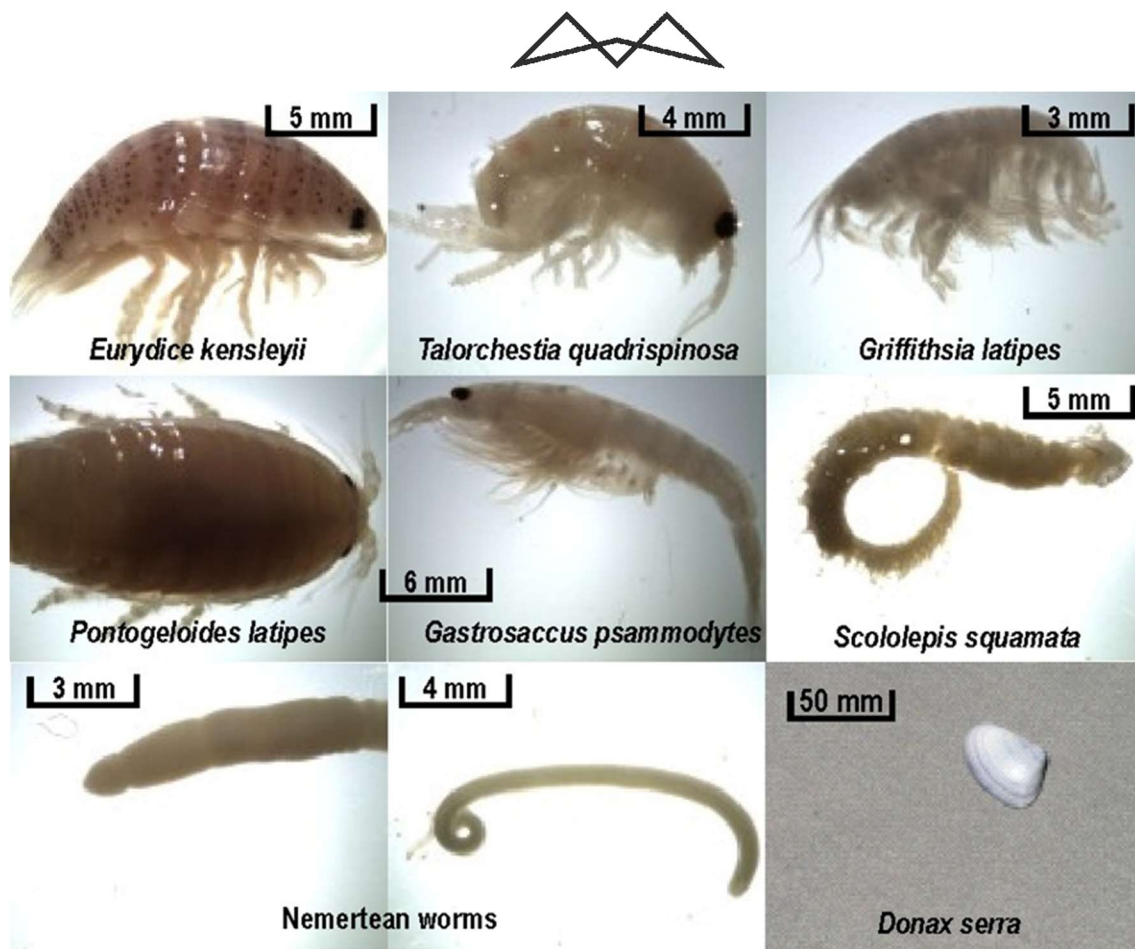 5 mm
4 mm
3 mm
Eurydice kensleyii
Talorchestia quadrispinosa
Griffithsia latipes
5 mm
6 mm
Pontogeloides latipes
Gastrosaccus psammodytes
Scololepis squamata
3 mm
4 mm
50 mm
Nemertean worms
Donax serra